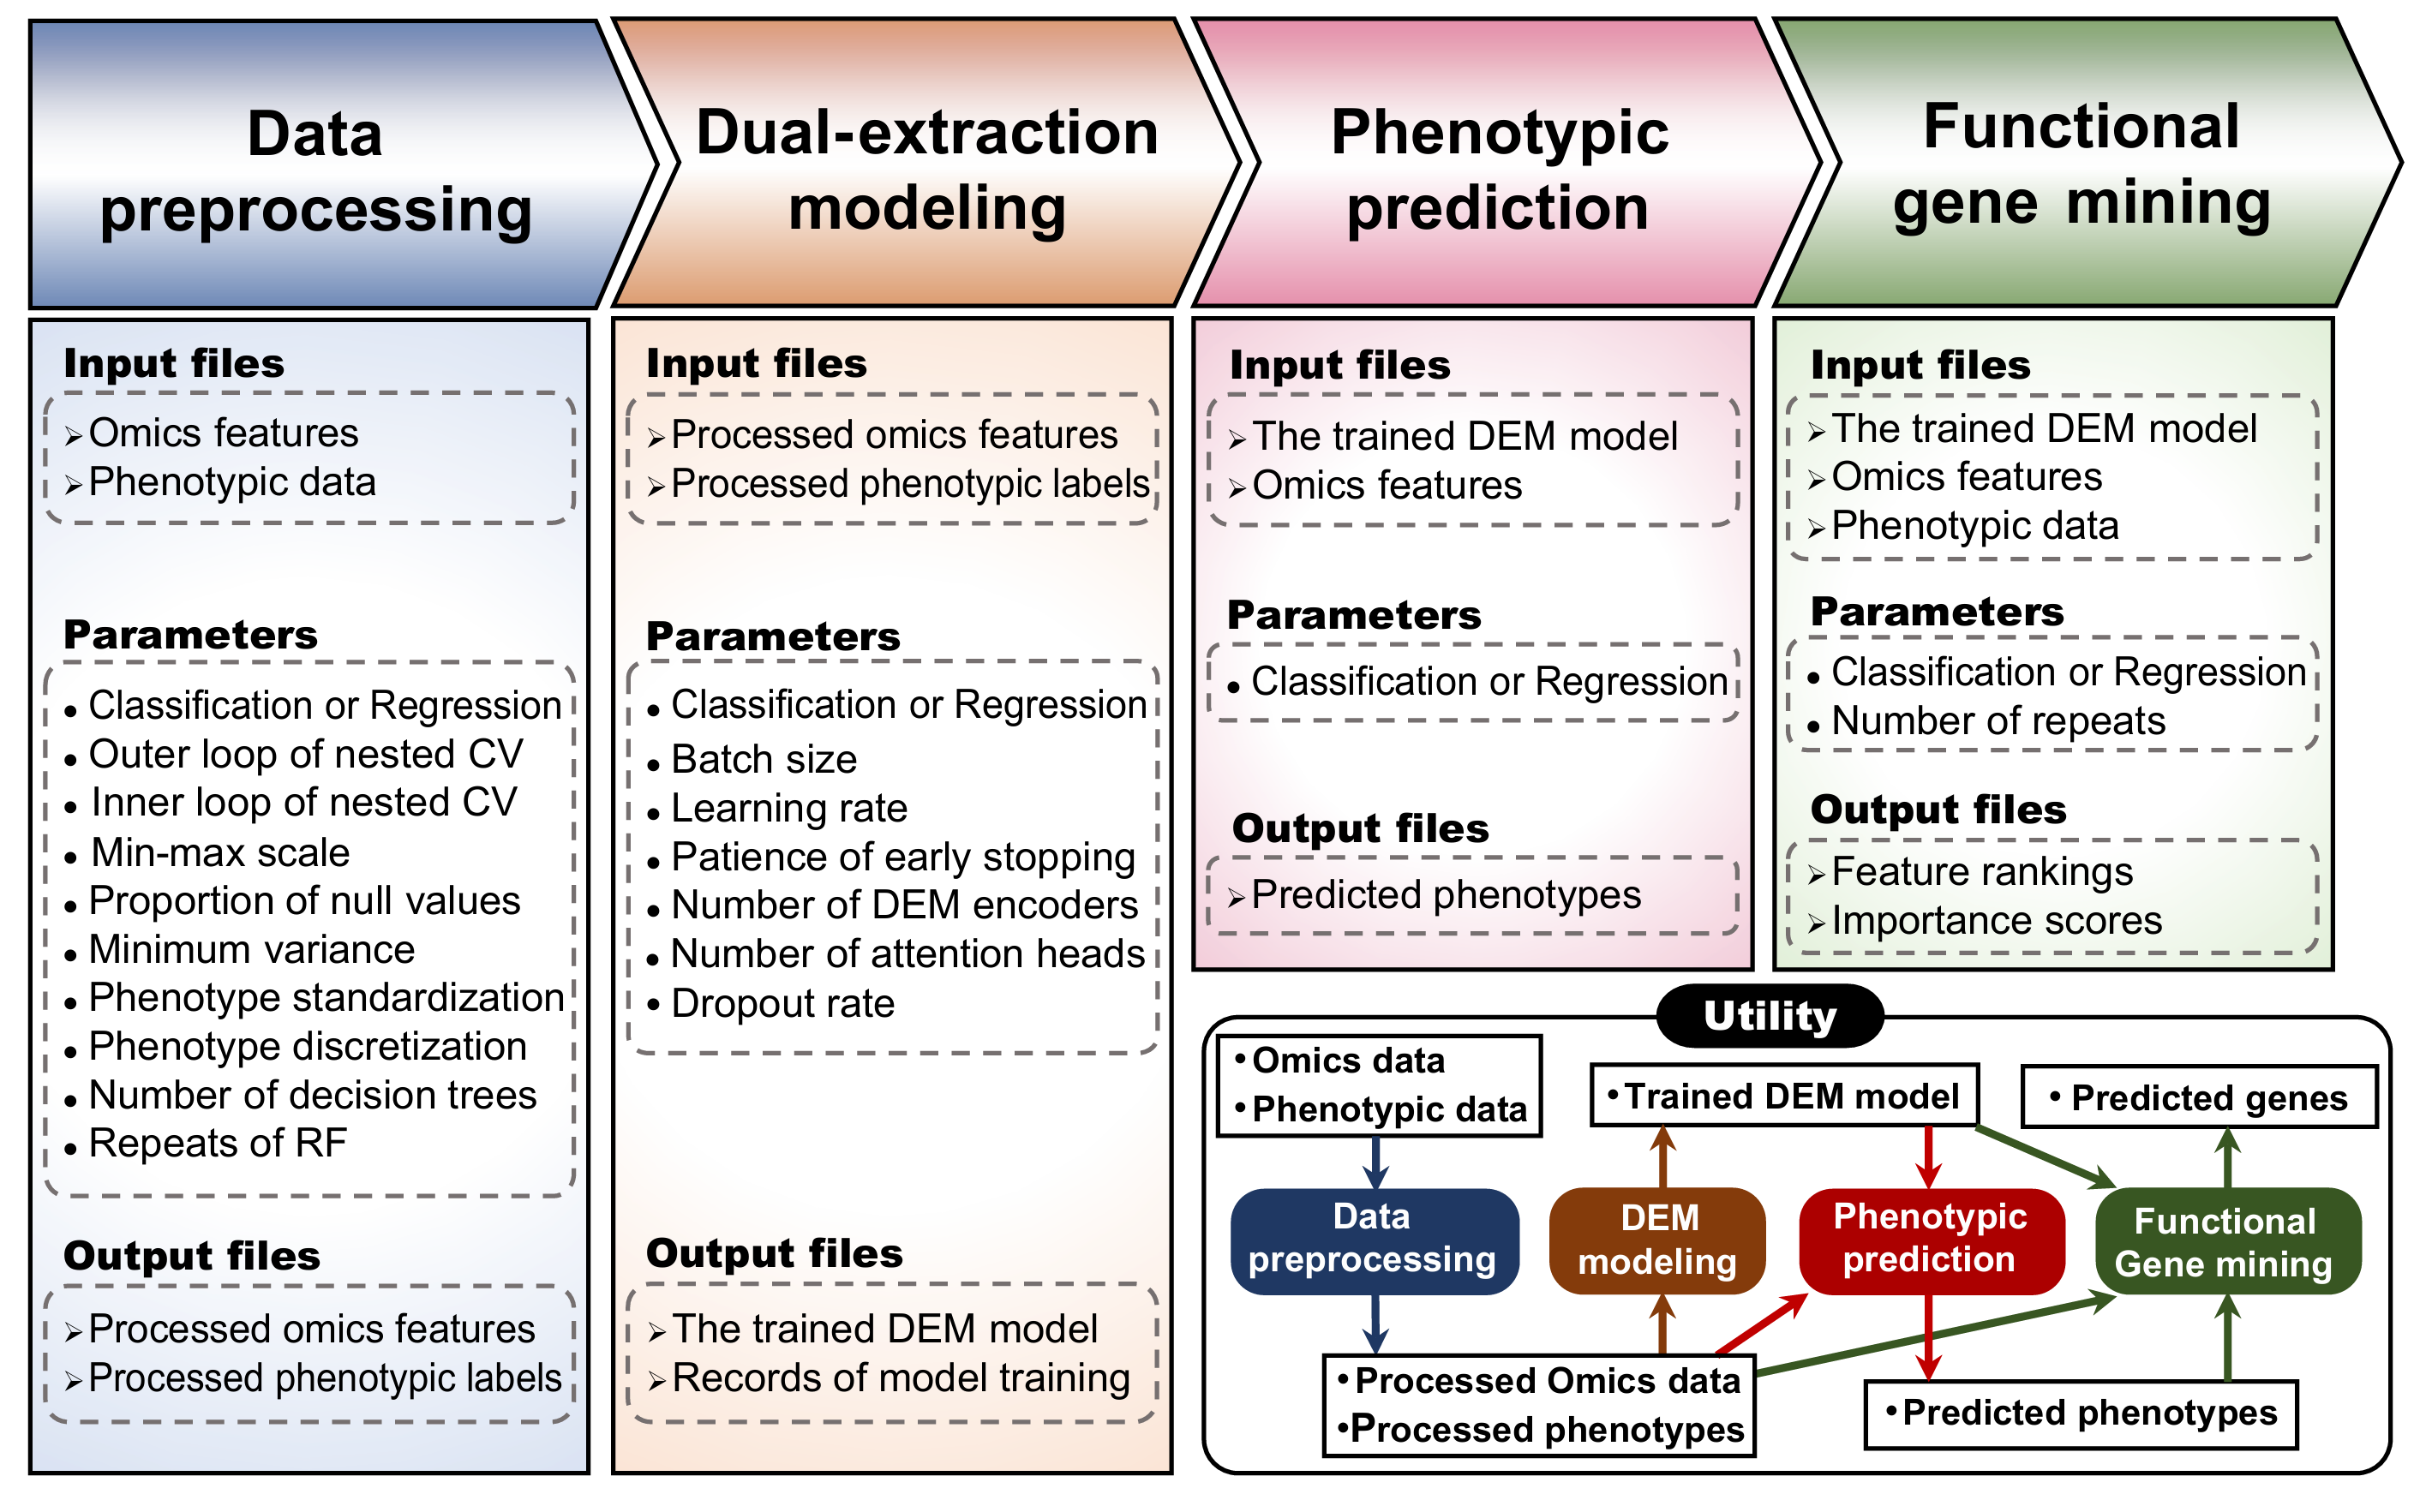 Data
preprocessing
Input files
➢Omics features
➢Phenotypic data
Parameters
• Classification or Regression
• Outer loop of nested CV
• Inner loop of nested CV
• Min-max scale
• Proportion of null values
• Minimum variance
• Phenotype standardization
• Phenotype discretization
• Number of decision trees
• Repeats of RF
Output files
➢Processed omics features
➢Processed phenotypic labels
Dual-extraction
modeling
Input files
➢Processed omics features
➢Processed phenotypic labels
Parameters
• Classification or Regression
• Batch size
• Learning rate
• Patience of early stopping
• Number of DEM encoders
• Number of attention heads
• Dropout rate
Output files
➢The trained DEM model
➢Records of model training
Phenotypic
prediction
Input files
➢The trained DEM model
➢Omics features
Parameters
• Classification or Regression
Output files
➢Predicted phenotypes
Functional
gene mining
Input files
➢The trained DEM model
➢Omics features
➢Phenotypic data
Parameters
• Classification or Regression
• Number of repeats
Output files
➢Feature rankings
➢Importance scores
Utility
•Omics data
•Phenotypic data
•Trained DEM model
• Predicted genes
Data
preprocessing
DEM
modeling
Phenotypic
prediction
Functional
Gene mining
•Processed Omics data
•Processed phenotypes
•Predicted phenotypes